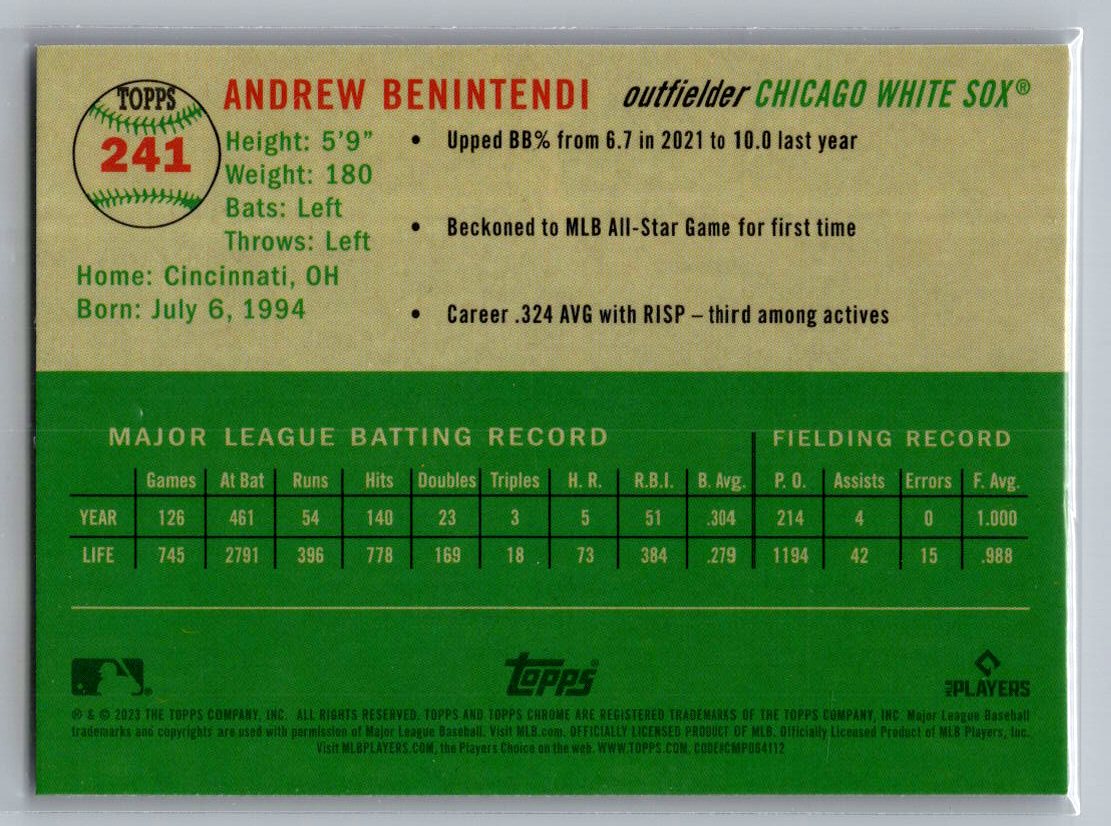 TOPPS
241
ANDREW BENINTENDI outfielder CHICAGO WHITE SOX®
Height: 5'9"
Weight: 180
Bats: Left
Throws: Left
Home: Cincinnati, OH
Born: July 6, 1994
• Upped BB% from 6.7 in 2021 to 10.0 last year
• Beckoned to MLB All-Star Game for first time
• Career .324 AVG with RISP – third among actives
MAJOR LEAGUE BATTING RECORD FIELDING RECORD
Games At Bat Runs Hits Doubles Triples H. R. R.B.I. B. Avg. P. O. Assists Errors F. Avg.
YEAR 126 461 54 140 23 3 5 51 .304 214 4 0 1.000
LIFE 745 2791 396 778 169 18 73 384 .279 1194 42 15 .988
topps
MLB PLAYERS
® & © 2023 THE TOPPS COMPANY, INC. ALL RIGHTS RESERVED. TOPPS AND TOPPS CHROME ARE REGISTERED TRADEMARKS OF THE TOPPS COMPANY, INC. Major League Baseball
trademarks and copyrights are used with permission of Major League Baseball. Visit MLB.com. OFFICIALLY LICENSED PRODUCT OF MLB. Officially Licensed Product of MLB Players, Inc.
Visit MLBPLAYERS.COM, the Players Choice on the web. WWW.TOPPS.COM. CODE#CMP084112